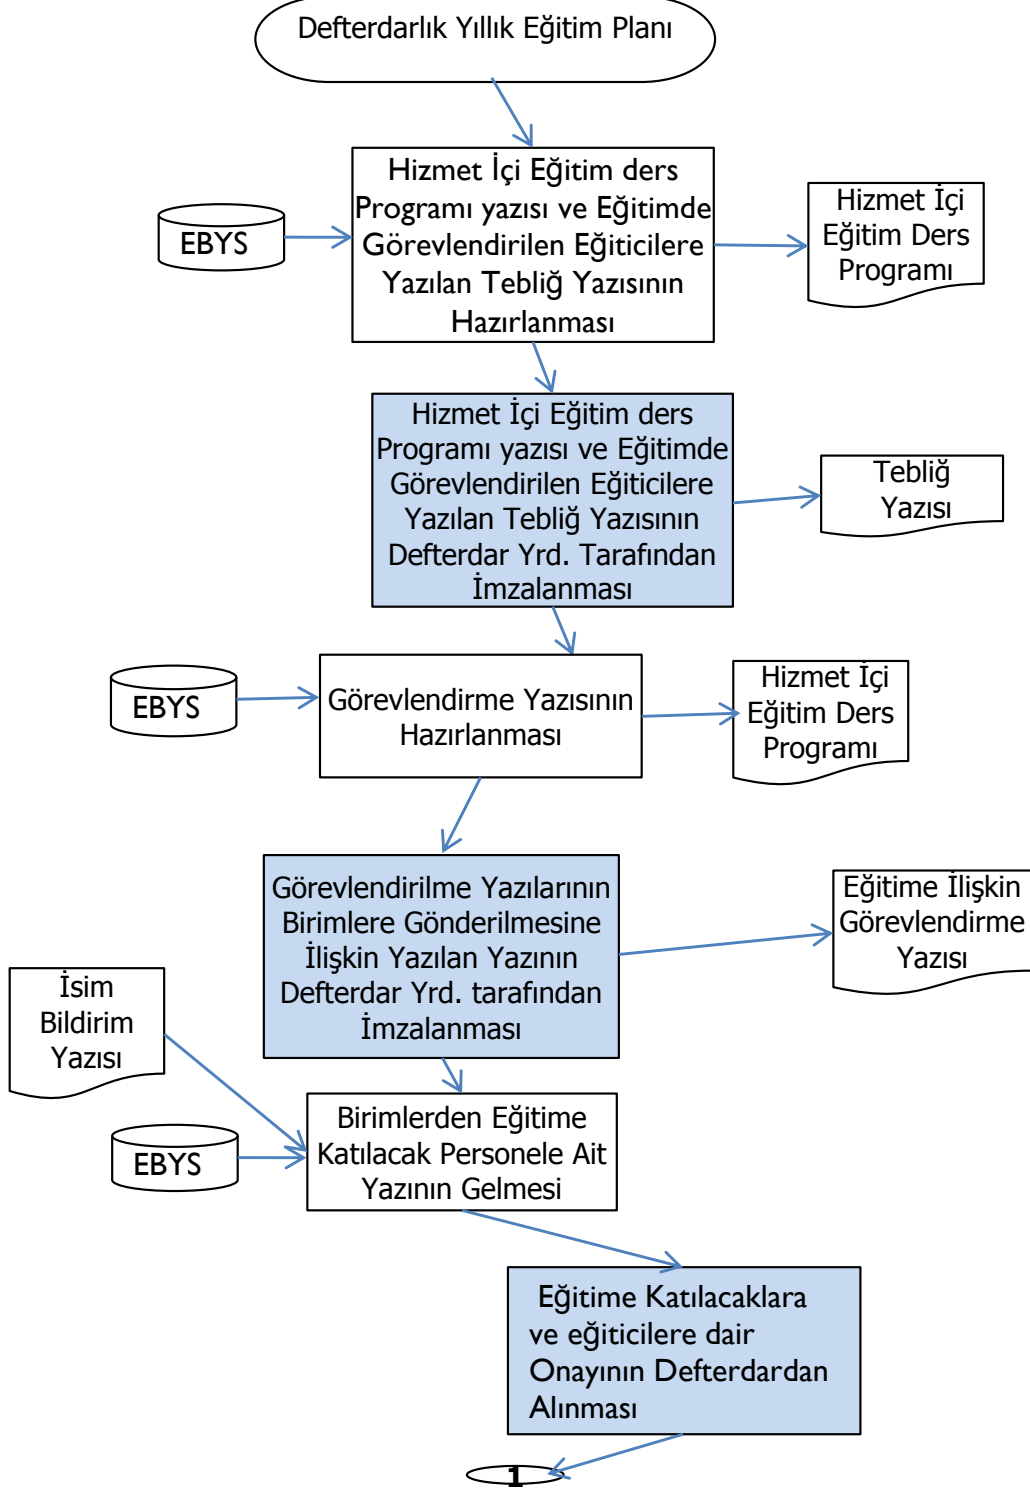 Defterdarlık Yıllık Eğitim Planı
Hizmet İçi Eğitim ders
Programı yazısı ve Eğitimde
Görevlendirilen Eğiticilere
Yazılan Tebliğ Yazısının
Hazırlanması
EBYS
Hizmet İçi
Eğitim Ders
Programı
Hizmet İçi Eğitim ders
Programı yazısı ve Eğitimde
Görevlendirilen Eğiticilere
Yazılan Tebliğ Yazısının
Defterdar Yrd. Tarafından
İmzalanması
Tebliğ
Yazısı
EBYS
Görevlendirme Yazısının
Hazırlanması
Hizmet İçi
Eğitim Ders
Programı
Görevlendirilme Yazılarının
Birimlere Gönderilmesine
İlişkin Yazılan Yazının
Defterdar Yrd. tarafından
İmzalanması
Eğitime İlişkin
Görevlendirme
Yazısı
İsim
Bildirim
Yazısı
EBYS
Birimlerden Eğitime
Katılacak Personele Ait
Yazının Gelmesi
Eğitime Katılacaklara
ve eğiticilere dair
Onayının Defterdardan
Alınması
1